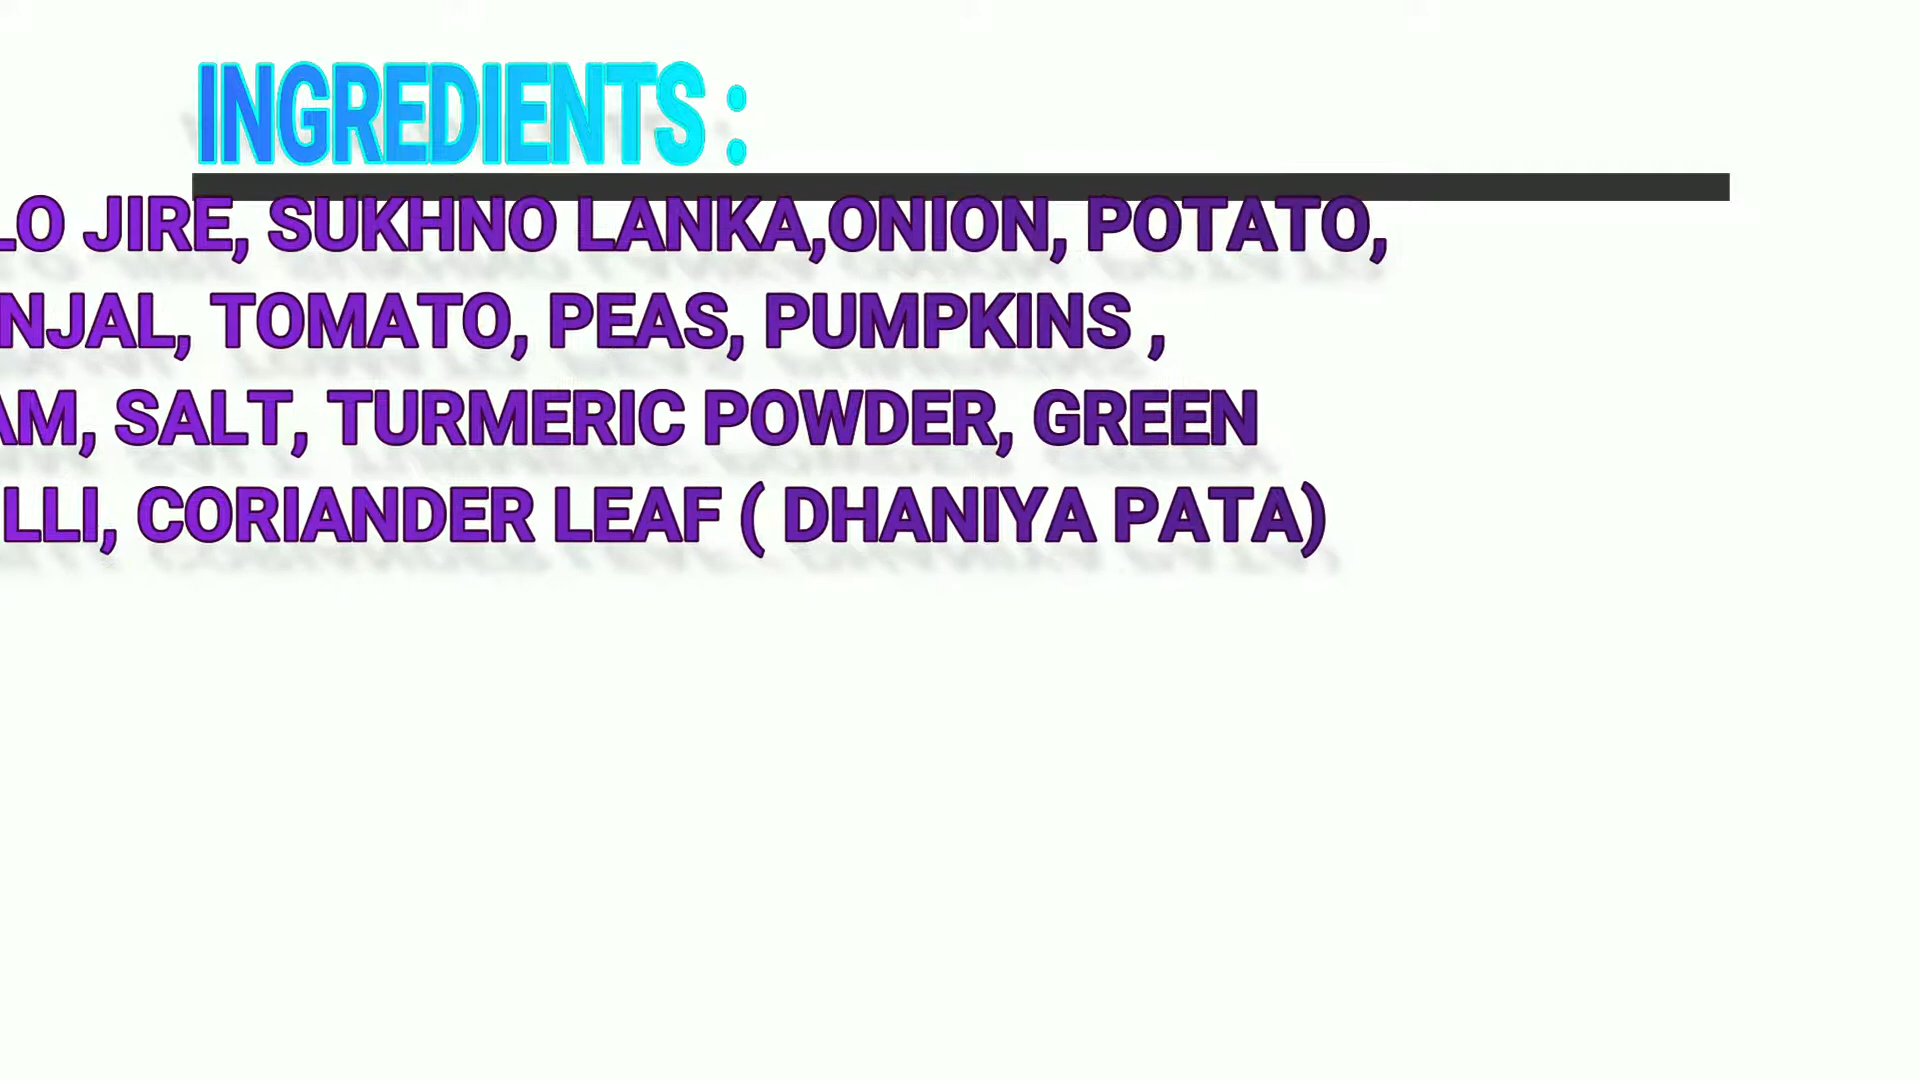 INGREDIENTS :
LO JIRE, SUKHNO LANKA,ONION, POTATO,
NJAL, TOMATO, PEAS, PUMPKINS ,
AM, SALT, TURMERIC POWDER, GREEN
LLI, CORIANDER LEAF ( DHANIYA PATA)